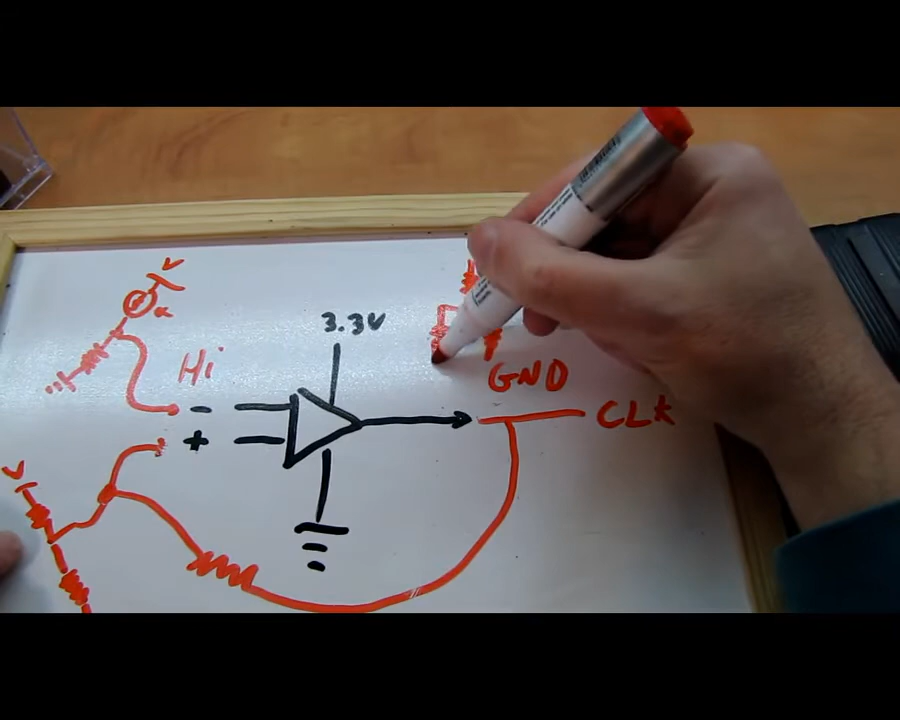 V
3.3V
Hi
GND
-
CLK
+
V